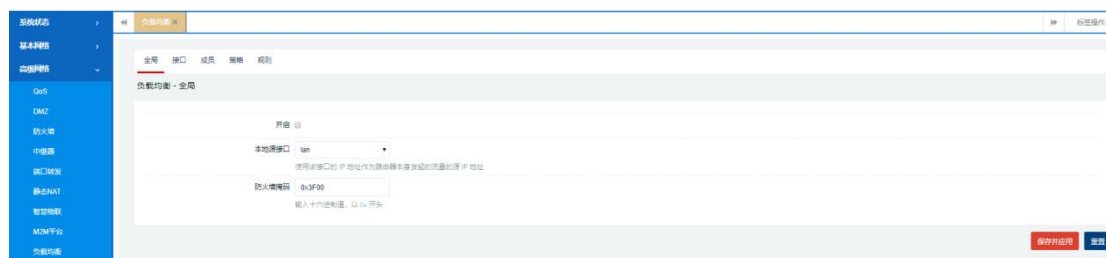 系统状态
基本网络
高级网络
QoS
DMZ
防火墙
中继器
端口转发
静态NAT
智慧物联
M2M平台
负载均衡
负载均衡 ×
标签操作
全局 接口 成员 策略 规则
负载均衡 - 全局
开启
本地源接口 lan
使用该接口的 IP 地址作为路由器本身发起的流量的源 IP 地址
防火墙掩码 0x3F00
输入十六进制值，以 0x 开头
保存并应用 重置